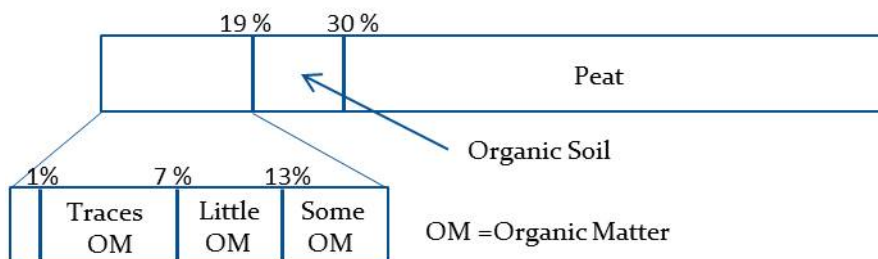 19 % 30 %
Peat
Organic Soil
1% 7 % 13%
Traces Little Some
OM OM OM
OM =Organic Matter